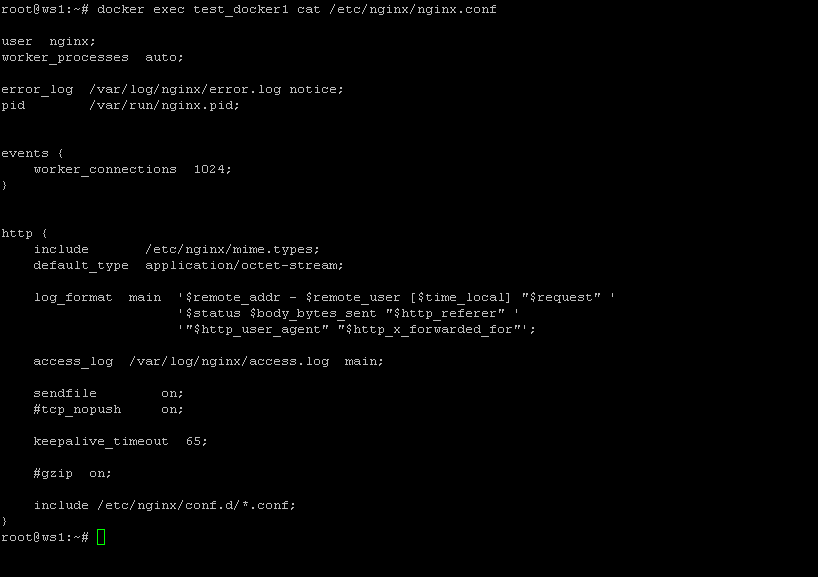 root@ws1:~# docker exec test_docker1 cat /etc/nginx/nginx.conf
user  nginx;
worker_processes  auto;
error_log  /var/log/nginx/error.log notice;
pid        /var/run/nginx.pid;
events {
    worker_connections  1024;
}
http {
    include       /etc/nginx/mime.types;
    default_type  application/octet-stream;
    log_format  main  '$remote_addr - $remote_user [$time_local] "$request" '
                      '$status $body_bytes_sent "$http_referer" '
                      '"$http_user_agent" "$http_x_forwarded_for"';
    access_log  /var/log/nginx/access.log  main;
    sendfile        on;
    #tcp_nopush     on;
    keepalive_timeout  65;
    #gzip  on;
    include /etc/nginx/conf.d/*.conf;
}
root@ws1:~#